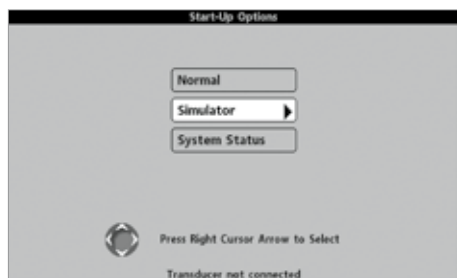 Start-Up Options
Normal
Simulator
System Status
Press Right Cursor Arrow to Select
Transducer not connected